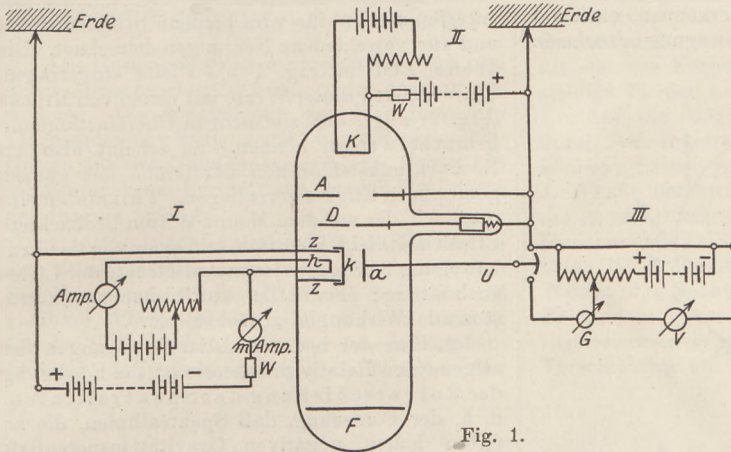 Erde
II
Erde
- +
W
K
A
I
D
III
z
h
k
a
U
+ -
Amp.
z
G
V
m Amp.
W
+
F
Fig. 1.